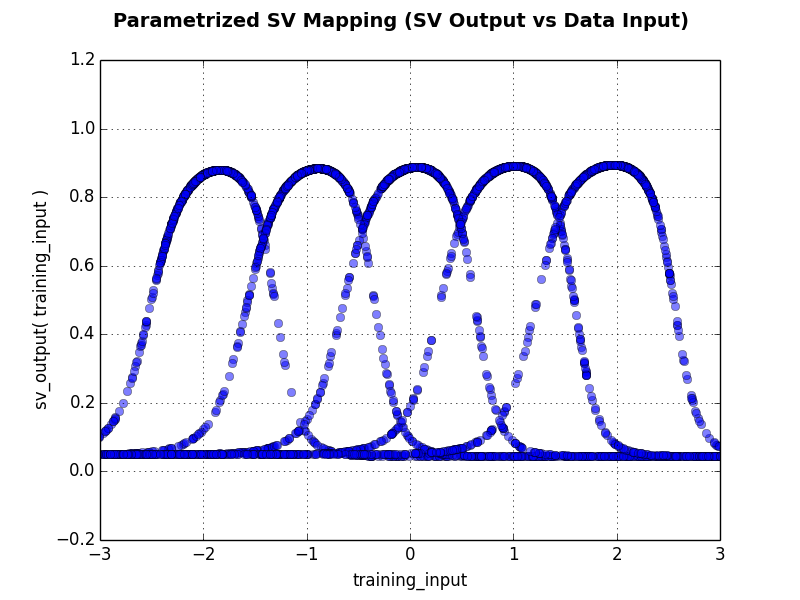 Parametrized SV Mapping (SV Output vs Data Input)
1.2
1.0
0.8
0.6
0.4
0.2
0.0
−0.2
sv_output( training_input )
−3 −2 −1 0 1 2 3
training_input